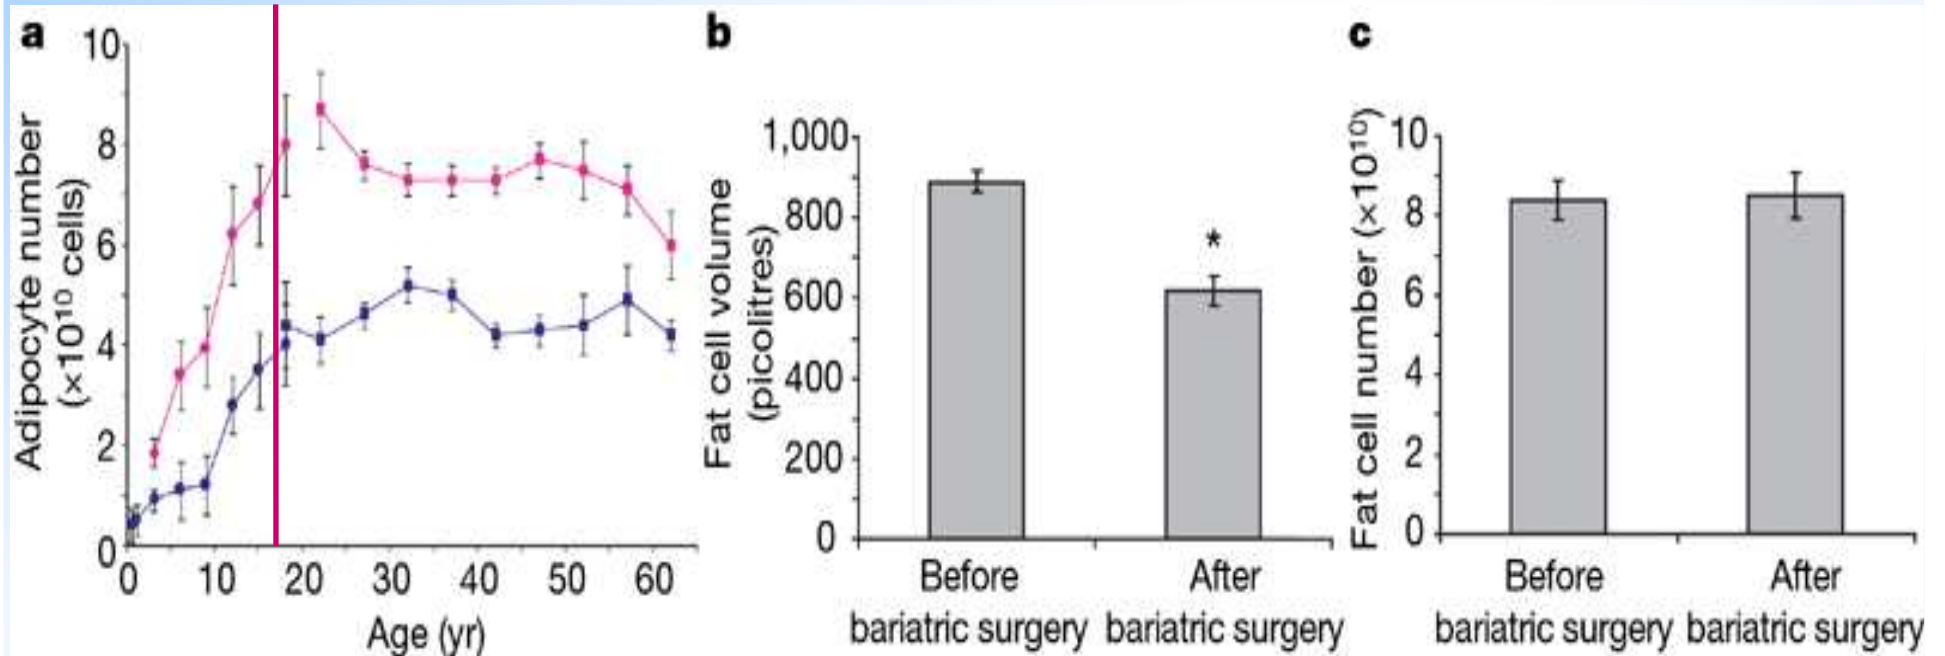 a
Adipocyte number
(×10¹⁰ cells)
10
8
6
4
2
0
0 10 20 30 40 50 60
Age (yr)
b
Fat cell volume
(picolitres)
1,000
800
600
400
200
0
*
Before
bariatric surgery
After
bariatric surgery
c
Fat cell number (×10¹⁰)
10
8
6
4
2
0
Before
bariatric surgery
After
bariatric surgery